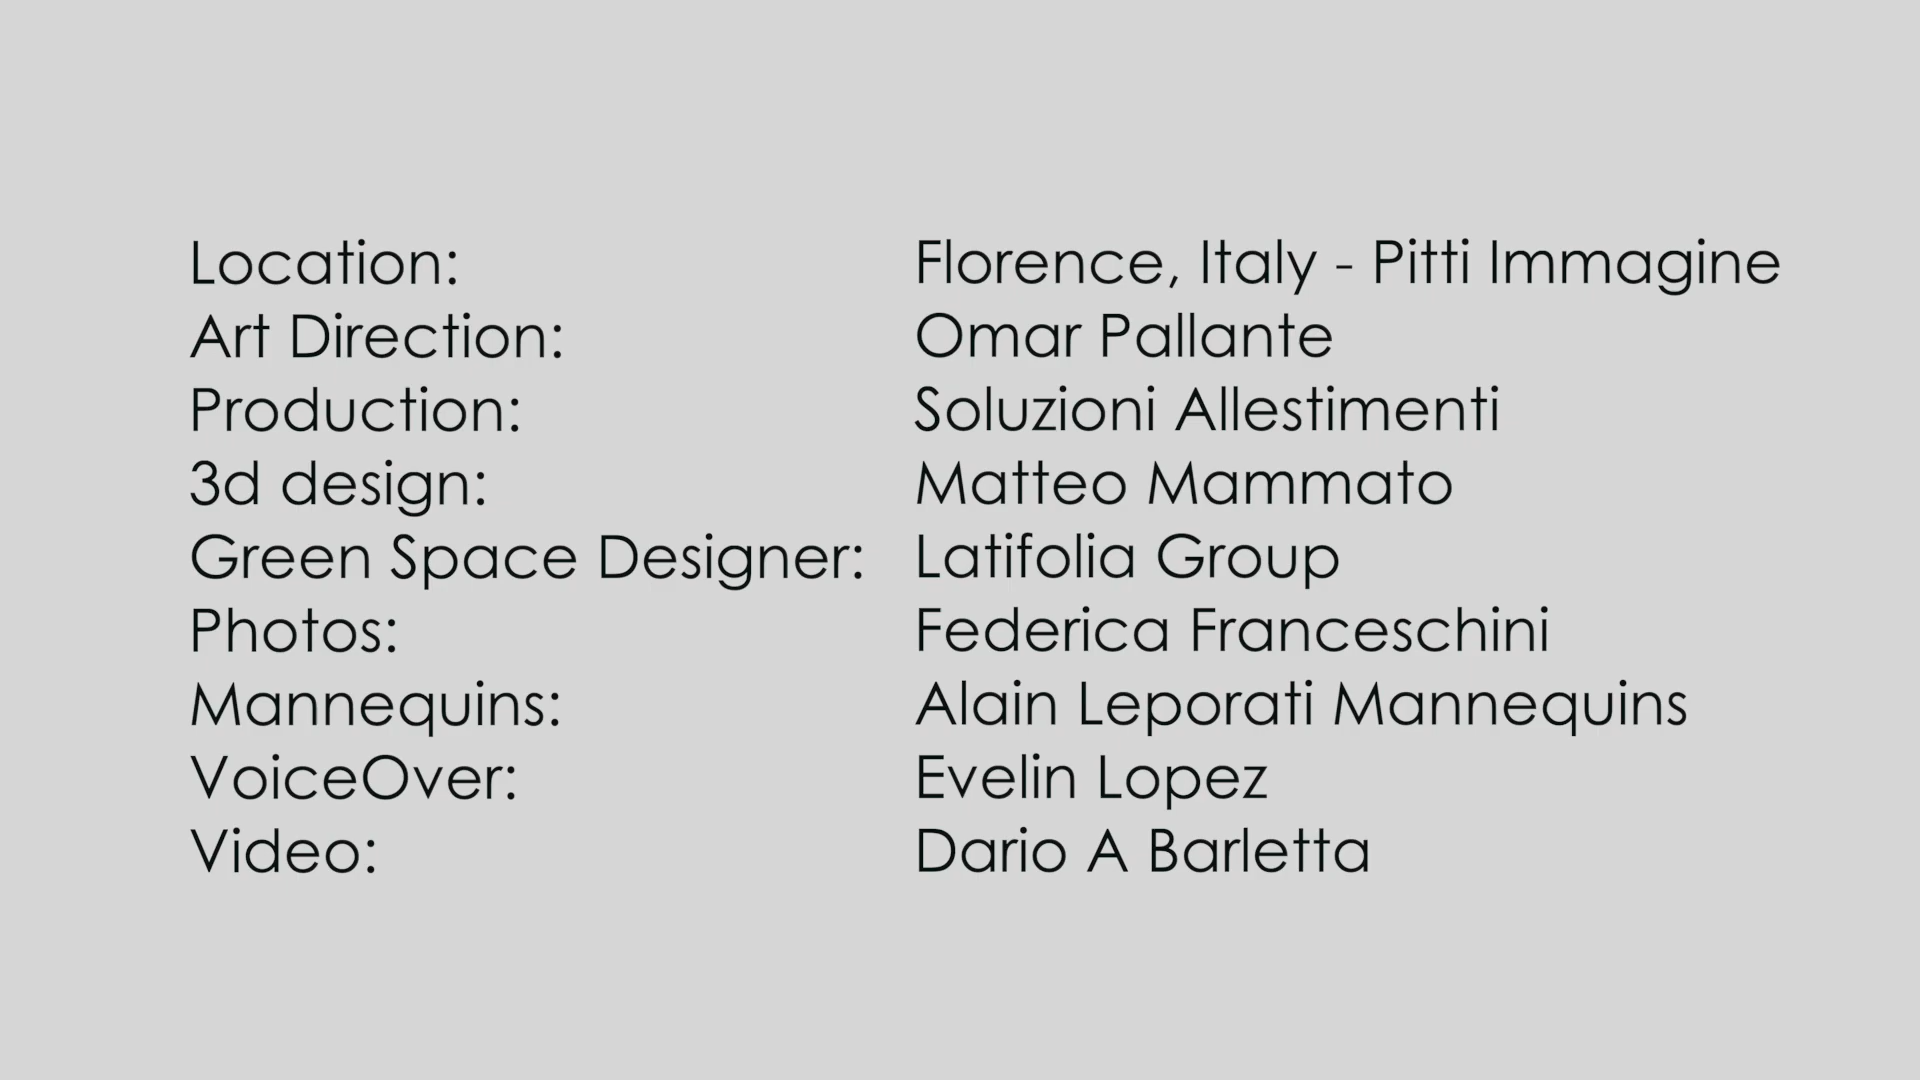 Location: Florence, Italy - Pitti Immagine
Art Direction: Omar Pallante
Production: Soluzioni Allestimenti
3d design: Matteo Mammato
Green Space Designer: Latifolia Group
Photos: Federica Franceschini
Mannequins: Alain Leporati Mannequins
VoiceOver: Evelin Lopez
Video: Dario A Barletta